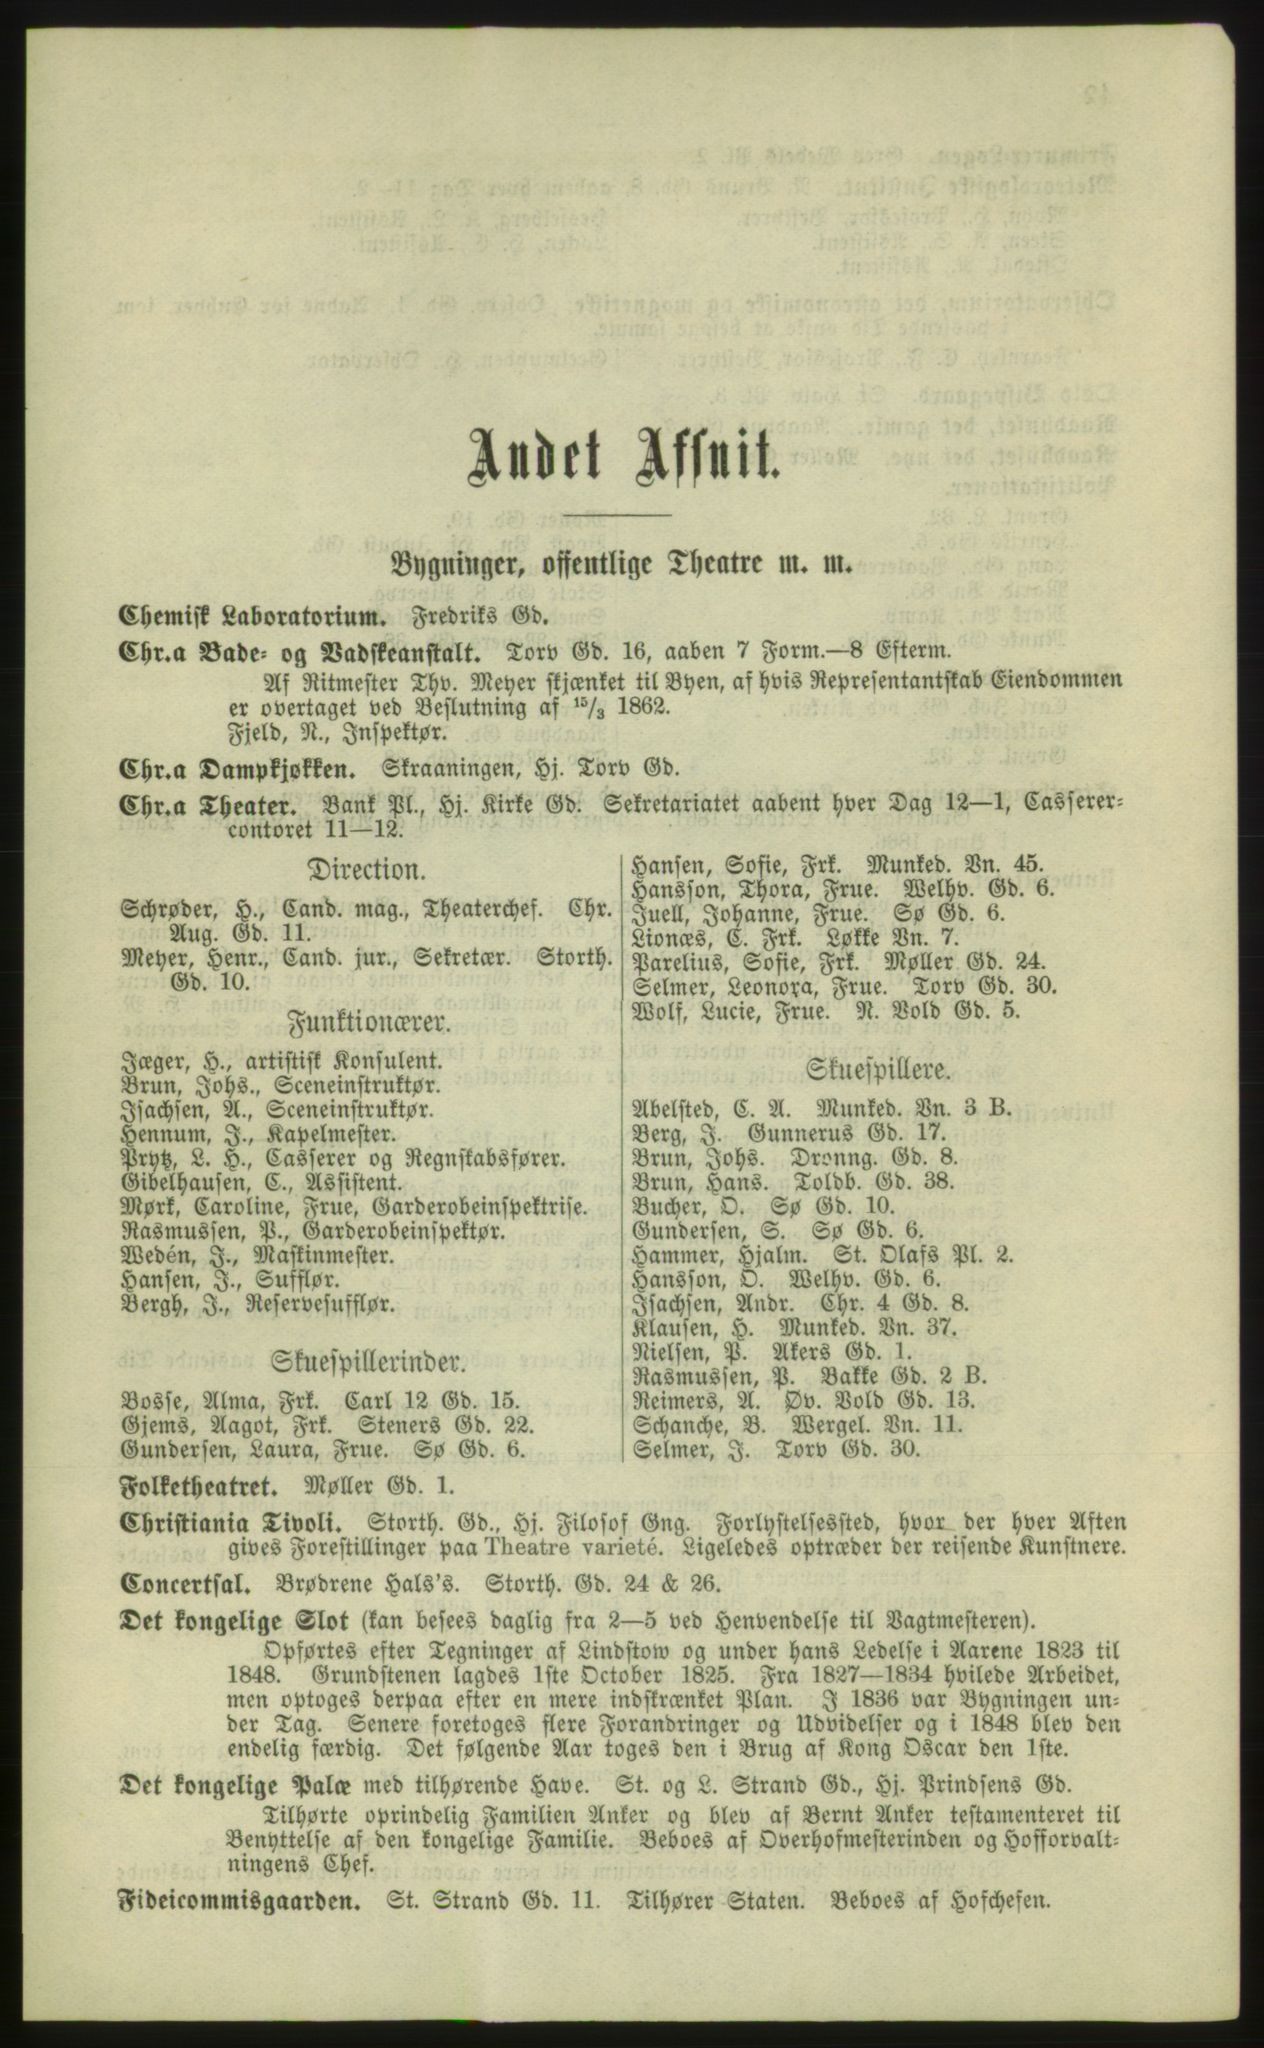 Andet Afsnit.
Bygninger, offentlige Theatre m. m.
Chemisk Laboratorium. Fredriks Gd.
Chr.a Bade- og Vadskeanstalt. Torv Gd. 16, aaben 7 Form.—8 Efterm.
Af Ritmester Thv. Meyer skjænket til Byen, af hvis Representantskab Eiendommen
er overtaget ved Beslutning af 15/3 1862.
Fjeld, N., Inspektør.
Chr.a Dampkjøkken. Skraaningen, Hj. Torv Gd.
Chr.a Theater. Bank Pl., Hj. Kirke Gd. Sekretariatet aabent hver Dag 12—1, Casserer-
contoret 11—12.
Direction.
Schrøder, H., Cand. mag., Theaterchef. Chr.
Aug. Gd. 11.
Meyer, Henr., Cand. jur., Sekretær. Storth.
Gd. 10.
Funktionærer.
Jæger, H., artistisk Konsulent.
Brun, Johs., Sceneinstruktør.
Isachsen, A., Sceneinstruktør.
Hennum, J., Kapelmester.
Prytz, L. H., Casserer og Regnskabsfører.
Gibelhausen, C., Assistent.
Mørk, Caroline, Frue, Garderobeinspektrise.
Rasmussen, P., Garderobeinspektør.
Wedén, J., Maskinmester.
Hansen, J., Sufflør.
Bergh, J., Reservesufflør.
Skuespillerinder.
Bosse, Alma, Frk. Carl 12 Gd. 15.
Gjems, Aagot, Frk. Steners Gd. 22.
Gundersen, Laura, Frue. Sø Gd. 6.
Hansen, Sofie, Frk. Munked. Vn. 45.
Hansson, Thora, Frue. Welhv. Gd. 6.
Juell, Johanne, Frue. Sø Gd. 6.
Lionæs, C. Frk. Løkke Vn. 7.
Parelius, Sofie, Frk. Møller Gd. 24.
Selmer, Leonora, Frue. Torv Gd. 30.
Wolf, Lucie, Frue. N. Vold Gd. 5.
Skuespillere.
Abelsted, C. A. Munked. Vn. 3 B.
Berg, J. Gunnerus Gd. 17.
Brun, Johs. Dronng. Gd. 8.
Brun, Hans. Toldb. Gd. 38.
Bucher, O. Sø Gd. 10.
Gundersen, S. Sø Gd. 6.
Hammer, Hjalm. St. Olafs Pl. 2.
Hansson, O. Welhv. Gd. 6.
Isachsen, Andr. Chr. 4 Gd. 8.
Klausen, H. Munked. Vn. 37.
Nielsen, P. Akers Gd. 1.
Rasmussen, P. Bakke Gd. 2 B.
Reimers, A. Øv. Vold Gd. 13.
Schanche, B. Wergel. Vn. 11.
Selmer, J. Torv Gd. 30.
Folketheatret. Møller Gd. 1.
Christiania Tivoli. Storth. Gd., Hj. Filosof Gng. Forlystelsessted, hvor der hver Aften
gives Forestillinger paa Theatre varieté. Ligeledes optræder der reisende Kunstnere.
Concertsal. Brødrene Hals's. Storth. Gd. 24 & 26.
Det kongelige Slot (kan besees daglig fra 2—5 ved Henvendelse til Vagtmesteren).
Opførtes efter Tegninger af Lindstow og under hans Ledelse i Aarene 1823 til
1848. Grundstenen lagdes 1ste October 1825. Fra 1827—1834 hvilede Arbeidet,
men optoges derpaa efter en mere indskrænket Plan. I 1836 var Bygningen un-
der Tag. Senere foretoges flere Forandringer og Udvidelser og i 1848 blev den
endelig færdig. Det følgende Aar toges den i Brug af Kong Oscar den 1ste.
Det kongelige Palæ med tilhørende Have. St. og L. Strand Gd., Hj. Prindsens Gd.
Tilhørte oprindelig Familien Anker og blev af Bernt Anker testamenteret til
Benyttelse af den kongelige Familie. Beboes af Overhofmesterinden og Hofforvalt-
ningens Chef.
Fideicommisgaarden. St. Strand Gd. 11. Tilhører Staten. Beboes af Hofchefen.